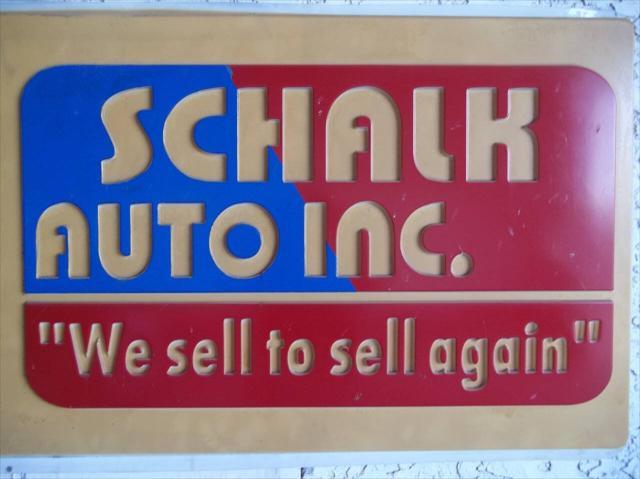 SCHALK
AUTO INC.
"We sell to sell again"